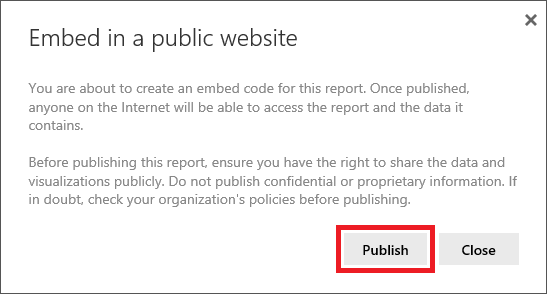 Embed in a public website
You are about to create an embed code for this report. Once published,
anyone on the Internet will be able to access the report and the data it
contains.
Before publishing this report, ensure you have the right to share the data and
visualizations publicly. Do not publish confidential or proprietary information. If
in doubt, check your organization's policies before publishing.
Publish Close